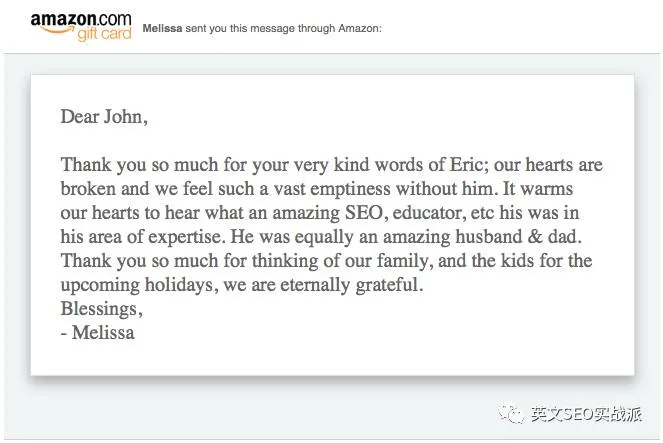 amazon.com
gift card
Melissa sent you this message through Amazon:
Dear John,
Thank you so much for your very kind words of Eric; our hearts are
broken and we feel such a vast emptiness without him. It warms
our hearts to hear what an amazing SEO, educator, etc his was in
his area of expertise. He was equally an amazing husband & dad.
Thank you so much for thinking of our family, and the kids for the
upcoming holidays, we are eternally grateful.
Blessings,
- Melissa
英文SEO实战派